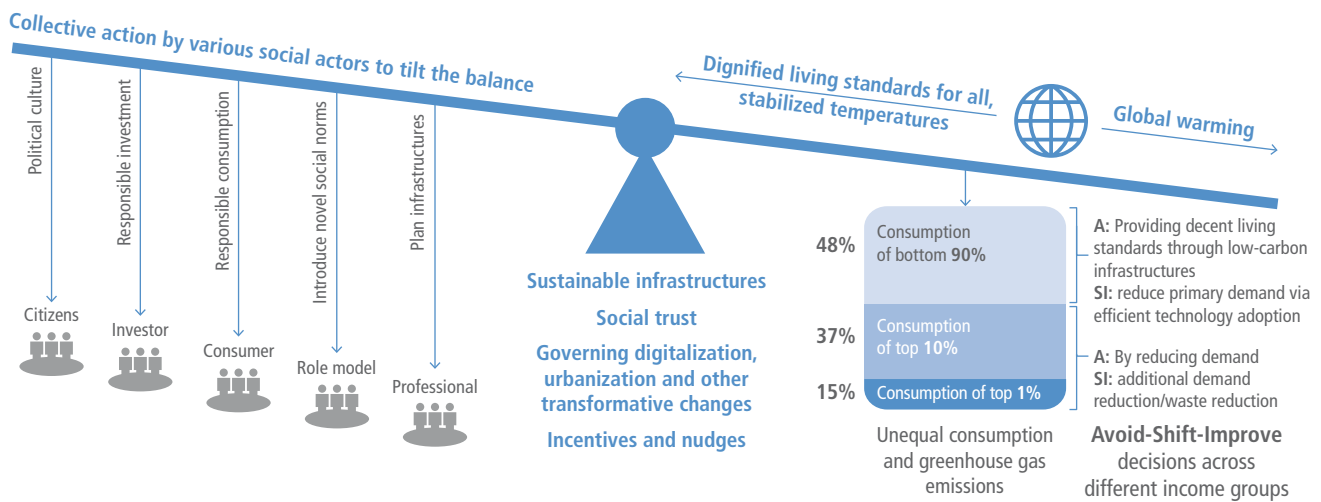 Collective action by various social actors to tilt the balance
Political culture
Responsible investment
Responsible consumption
Introduce novel social norms
Plan infrastructures
Citizens
Investor
Consumer
Role model
Professional
Sustainable infrastructures
Social trust
Governing digitalization,
urbanization and other
transformative changes
Incentives and nudges
Dignified living standards for all,
stabilized temperatures
Global warming
48%
Consumption
of bottom 90%
37%
Consumption
of top 10%
15%
Consumption of top 1%
Unequal consumption
and greenhouse gas
emissions
A: Providing decent living
standards through low-carbon
infrastructures
SI: reduce primary demand via
efficient technology adoption
A: By reducing demand
SI: additional demand
reduction/waste reduction
Avoid-Shift-Improve
decisions across
different income groups